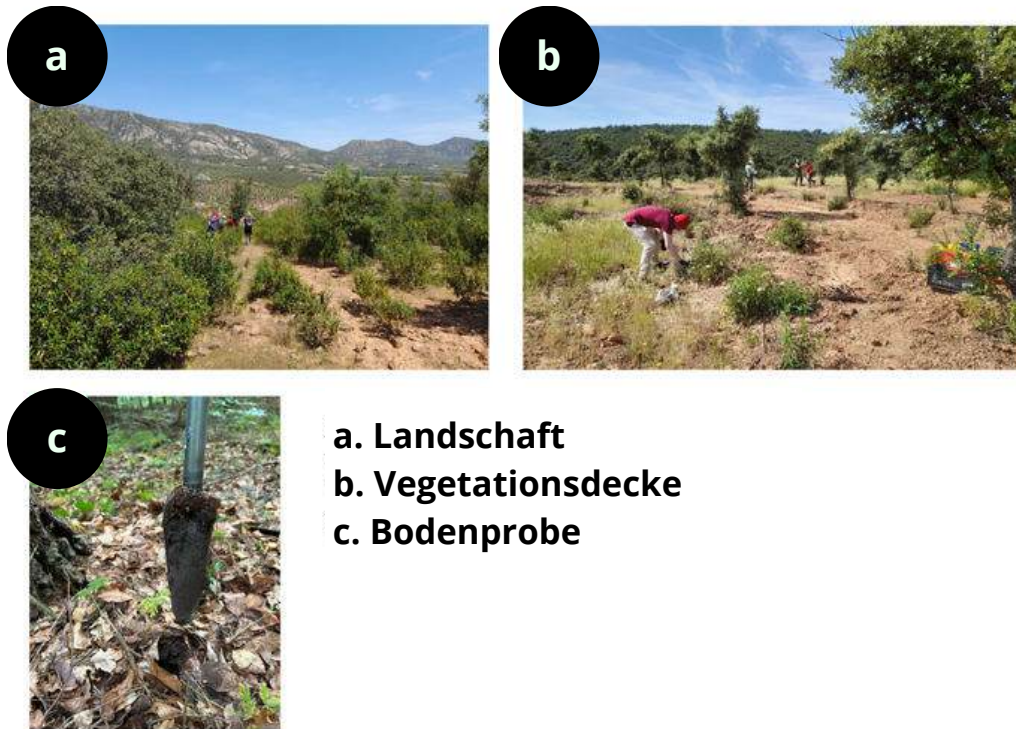 a
b
c
a. Landschaft
b. Vegetationsdecke
c. Bodenprobe